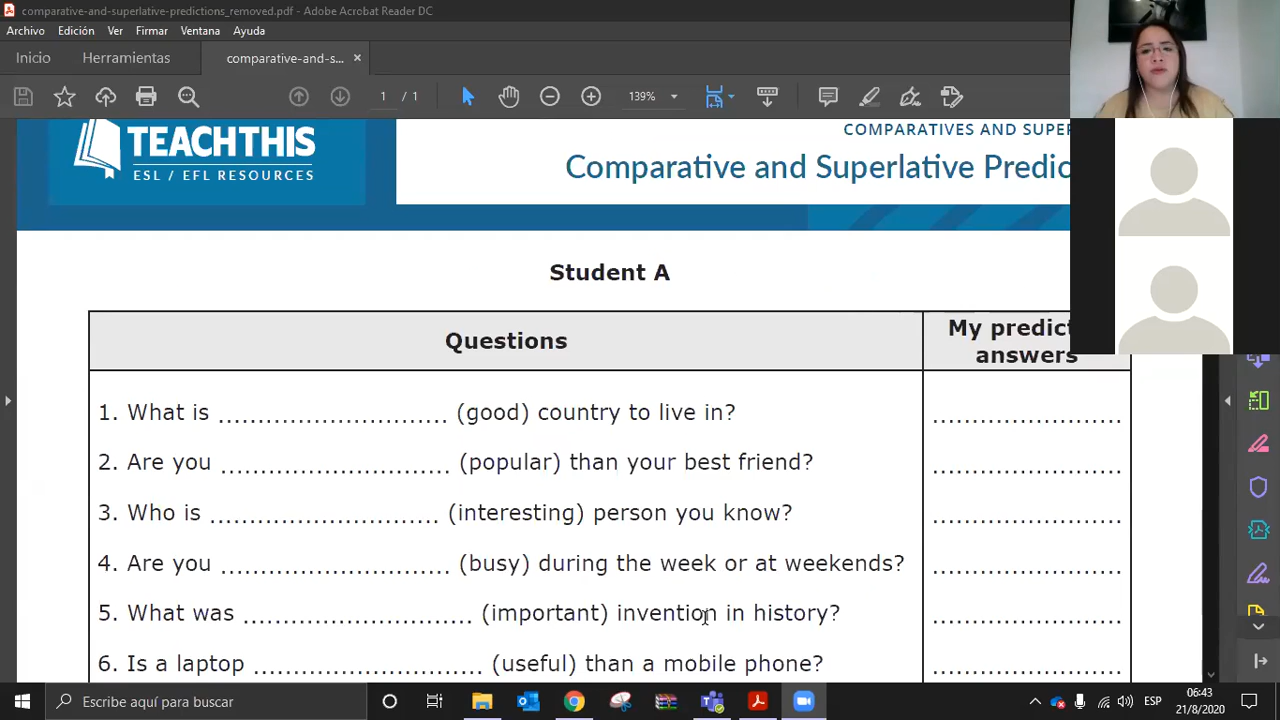 comparative-and-superlative-predictions_removed.pdf - Adobe Acrobat Reader DC
Archivo Edición Ver Firmar Ventana Ayuda
Inicio Herramientas comparative-and-s... ×
1 / 1 139%
TEACHTHIS
ESL / EFL RESOURCES
COMPARATIVES AND SUPER
Comparative and Superlative Predic
Student A
Questions
My predict
answers
1. What is ............................. (good) country to live in? ........................
2. Are you ............................. (popular) than your best friend? ........................
3. Who is ............................. (interesting) person you know? ........................
4. Are you ............................. (busy) during the week or at weekends? ........................
5. What was ............................. (important) invention in history? ........................
6. Is a laptop ............................. (useful) than a mobile phone? ........................
Escribe aquí para buscar
ESP
06:43
21/8/2020